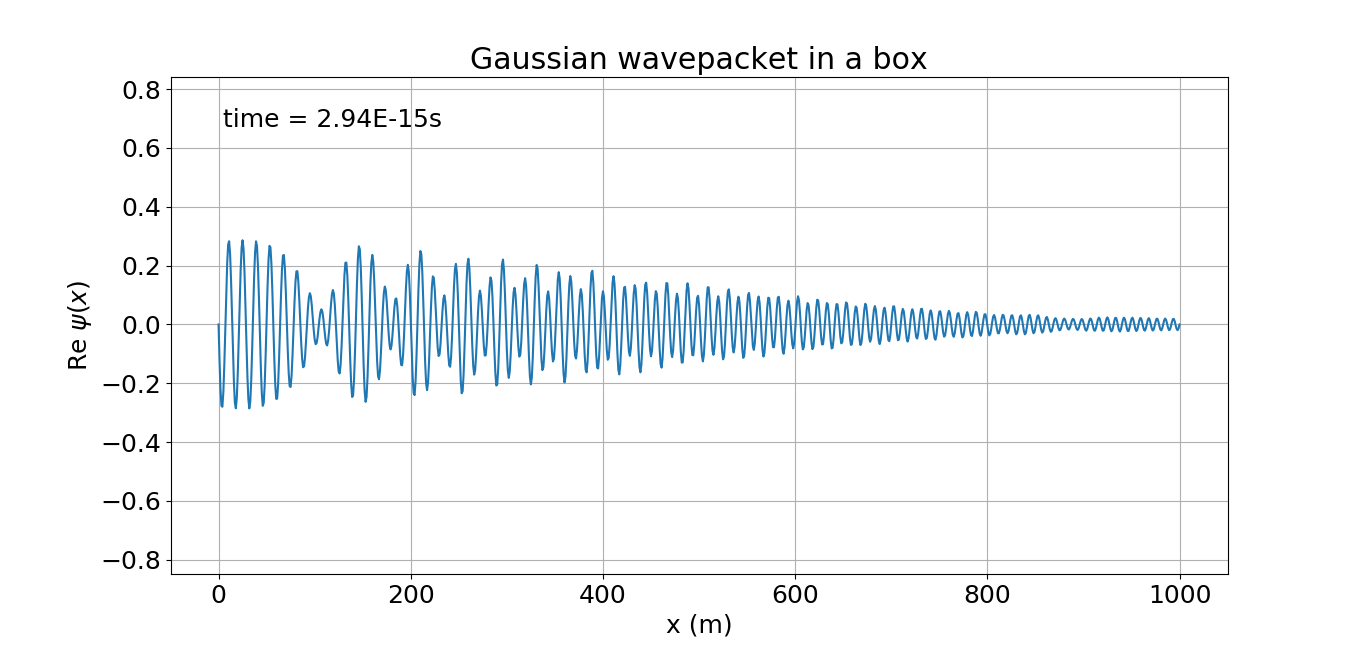 Gaussian wavepacket in a box
time = 2.94E-15s
0.8
0.6
0.4
0.2
0.0
−0.2
−0.4
−0.6
−0.8
Re ψ(x)
0 200 400 600 800 1000
x (m)